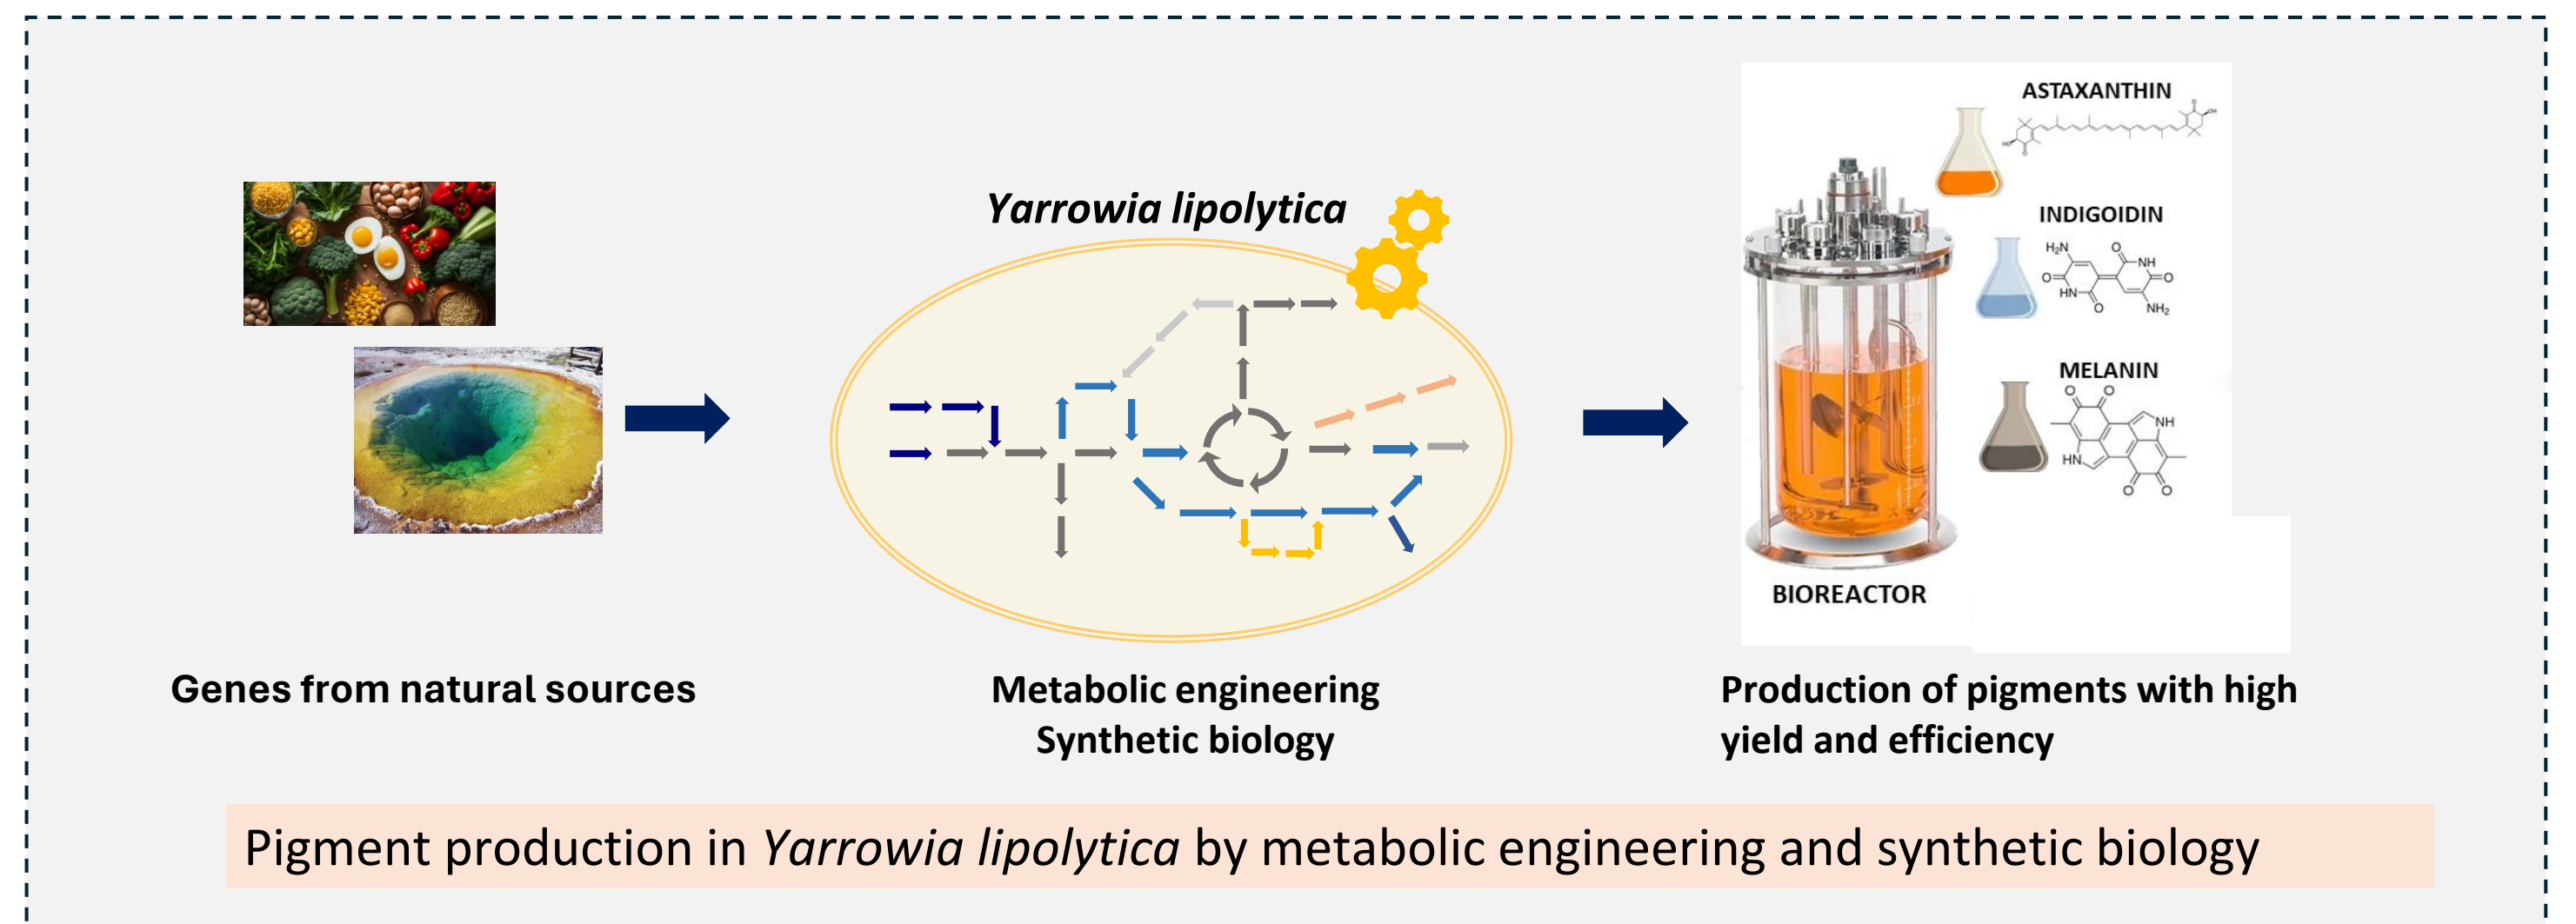 Yarrowia lipolytica
ASTAXANTHIN
HO
O
O
OH
INDIGOIDIN
H₂N
O
O
NH
O
HN
O
O
NH₂
MELANIN
O
O
NH
HN
O
O
BIOREACTOR
Genes from natural sources
Metabolic engineering
Synthetic biology
Production of pigments with high
yield and efficiency
Pigment production in Yarrowia lipolytica by metabolic engineering and synthetic biology